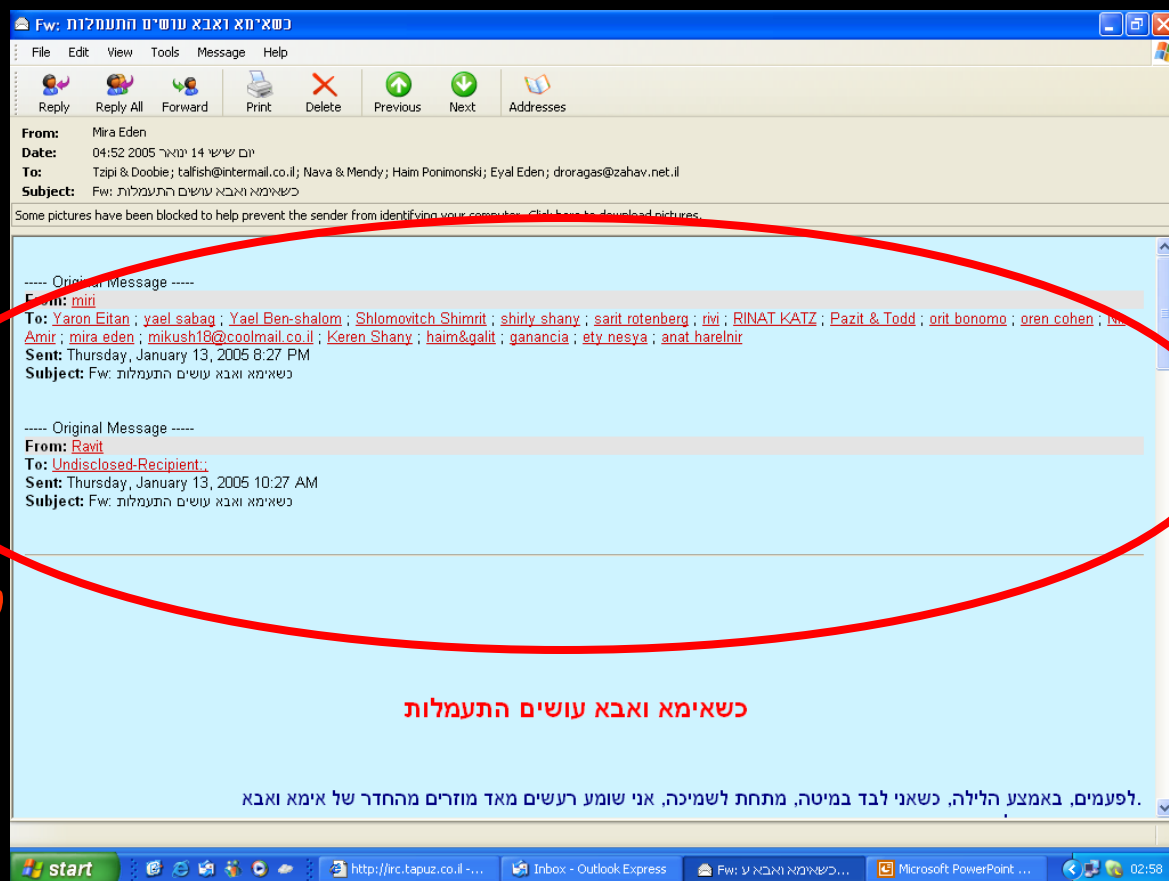 Fw: כשאימא ואבא עושים התעמלות
File Edit View Tools Message Help
Reply Reply All Forward Print Delete Previous Next Addresses
From: Mira Eden
Date: יום שישי 14 ינואר 2005 04:52
To: Tzipi & Doobie; talfish@intermail.co.il; Nava & Mendy; Haim Ponimonski; Eyal Eden; droragas@zahav.net.il
Subject: Fw: כשאימא ואבא עושים התעמלות
Some pictures have been blocked to help prevent the sender from identifying your computer. Click here to download pictures.
----- Original Message -----
From: miri
To: Yaron Eitan ; yael sabag ; Yael Ben-shalom ; Shlomovitch Shimrit ; shirly shany ; sarit rotenberg ; rivi ; RINAT KATZ ; Pazit & Todd ; orit bonomo ; oren cohen ;
Amir ; mira eden ; mikush18@coolmail.co.il ; Keren Shany ; haim&galit ; ganancia ; ety nesya ; anat harelnir
Sent: Thursday, January 13, 2005 8:27 PM
Subject: Fw: כשאימא ואבא עושים התעמלות
----- Original Message -----
From: Ravit
To: Undisclosed-Recipient:;
Sent: Thursday, January 13, 2005 10:27 AM
Subject: Fw: כשאימא ואבא עושים התעמלות
כשאימא ואבא עושים התעמלות
לפעמים, באמצע הלילה, כשאני לבד במיטה, מתחת לשמיכה, אני שומע רעשים מאד מוזרים מהחדר של אימא ואבא.
start http://irc.tapuz.co.il -... Inbox - Outlook Express Fw: כשאימא ואבא ע... Microsoft PowerPoint ... 02:58